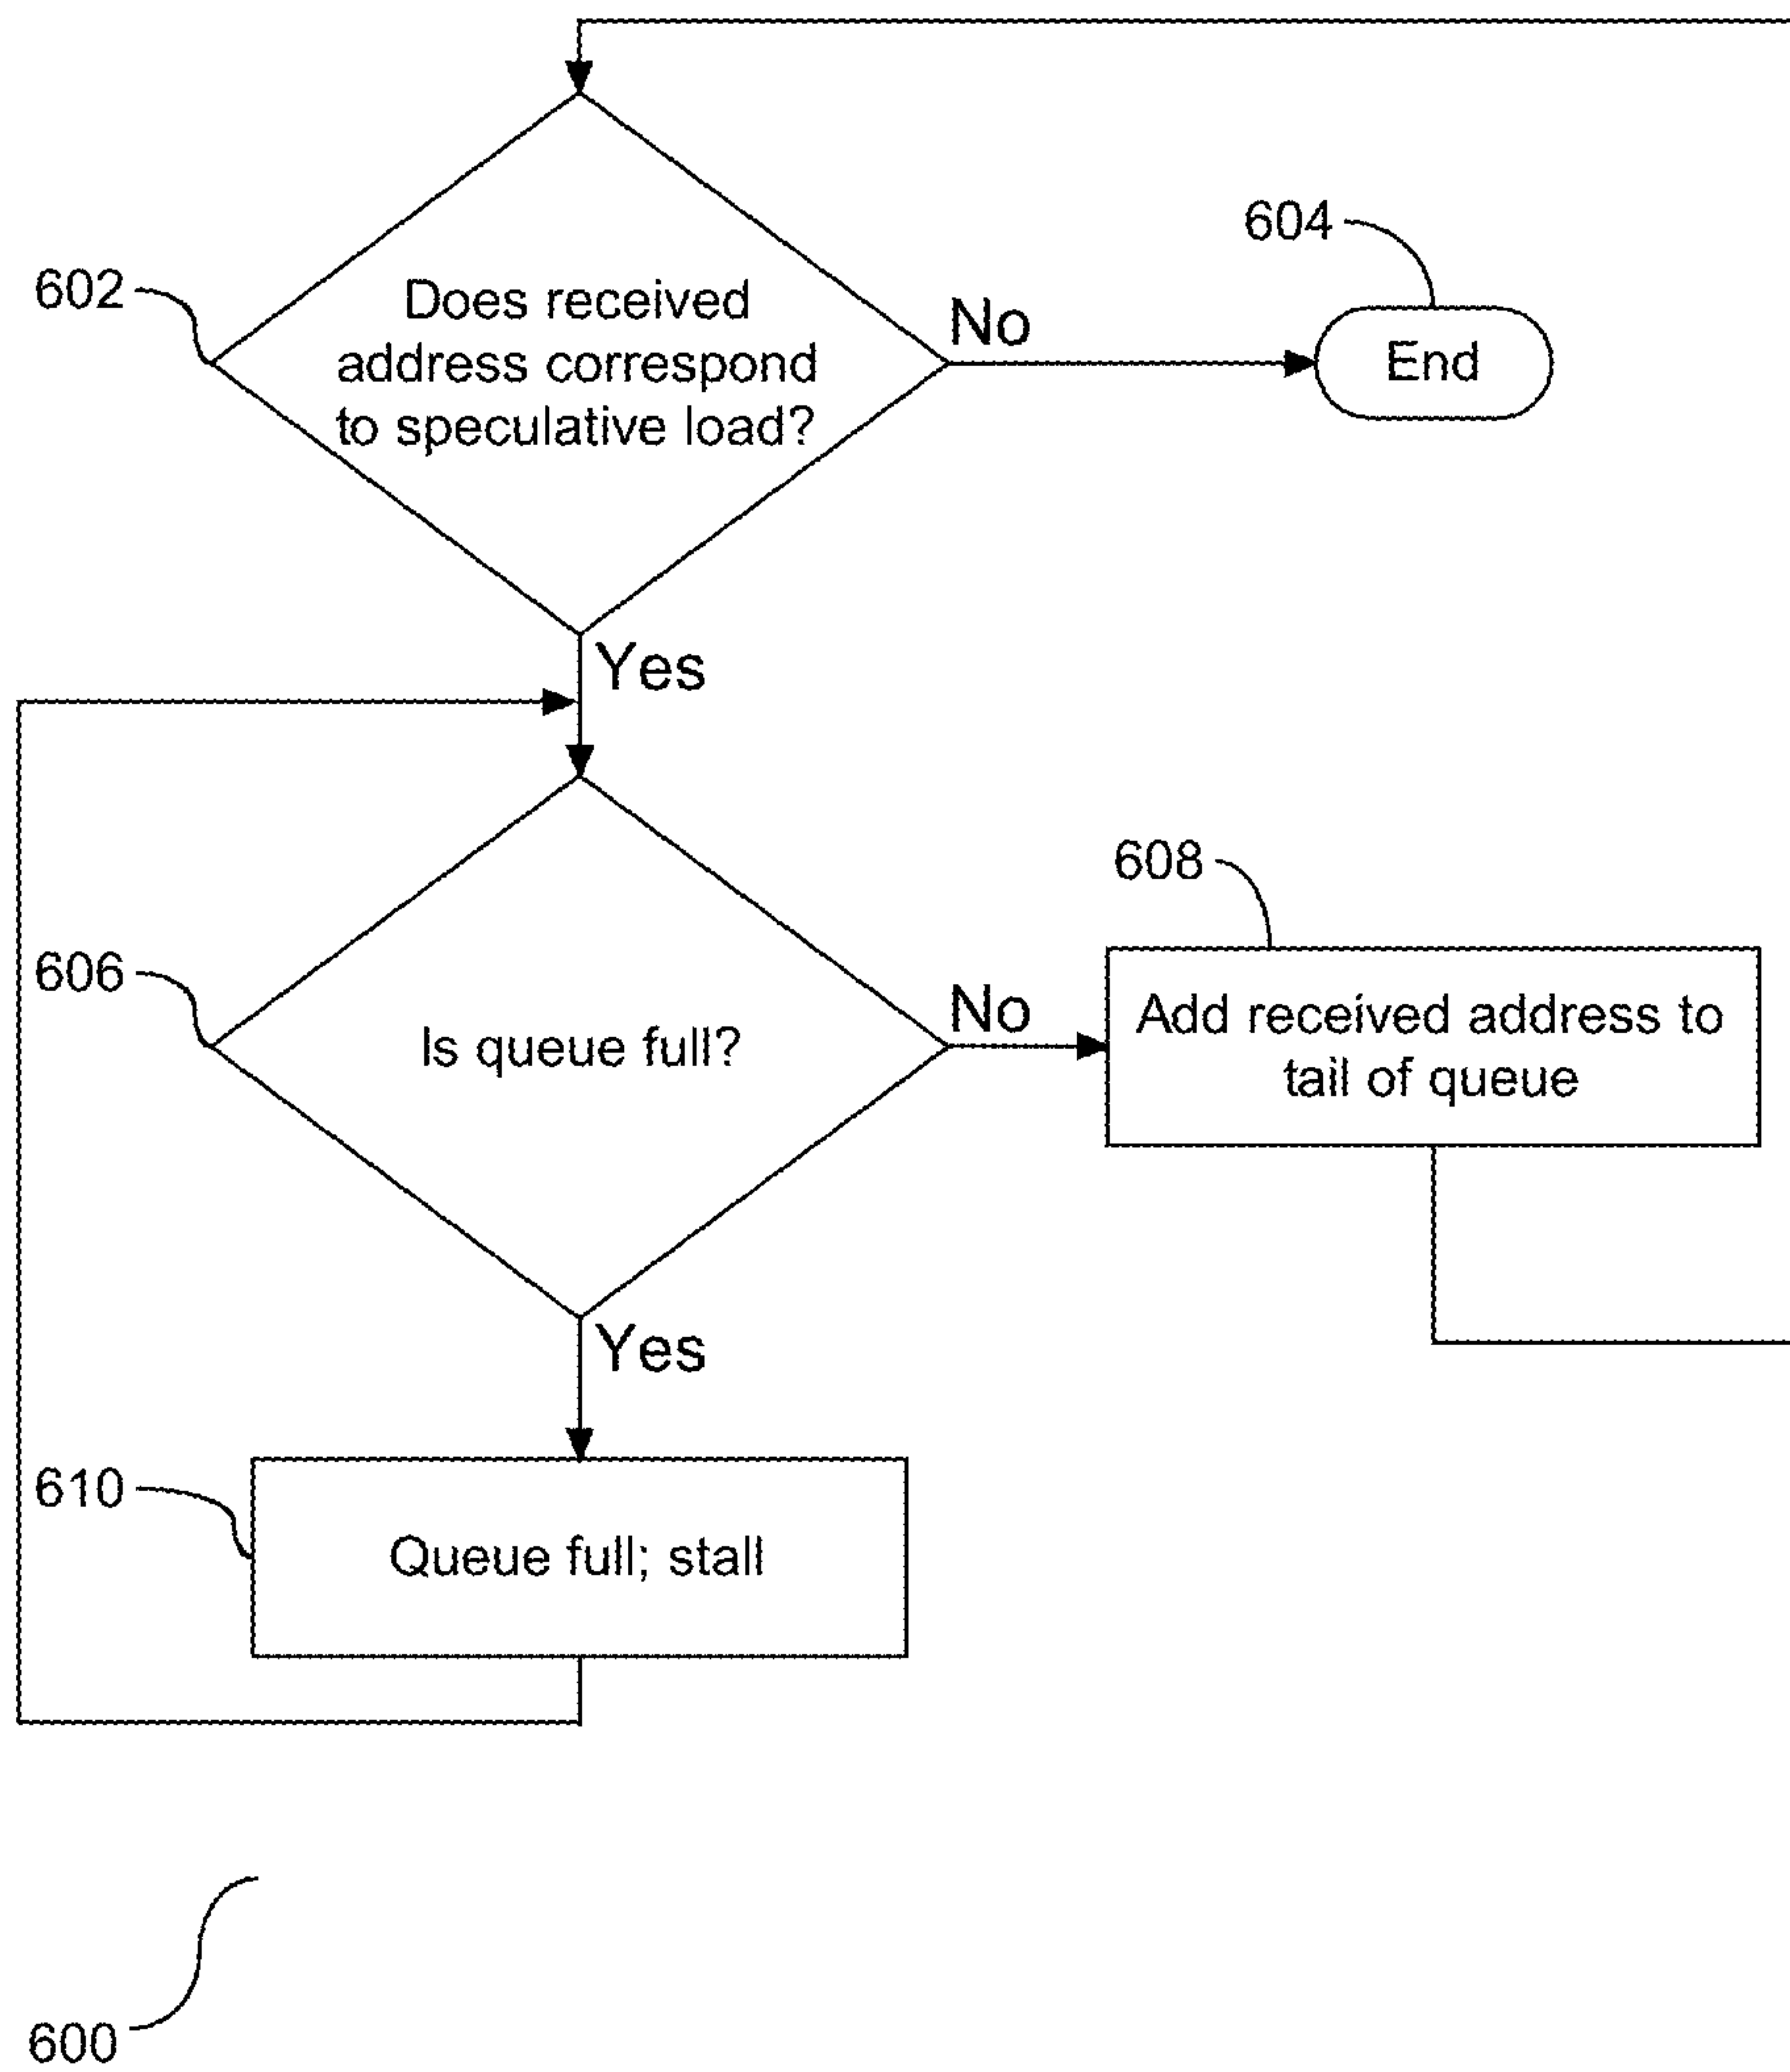 604
602
Does received
address correspond
to speculative load?
No
End
Yes
608
606
Is queue full?
No
Add received address to
tail of queue
Yes
610
Queue full; stall
600